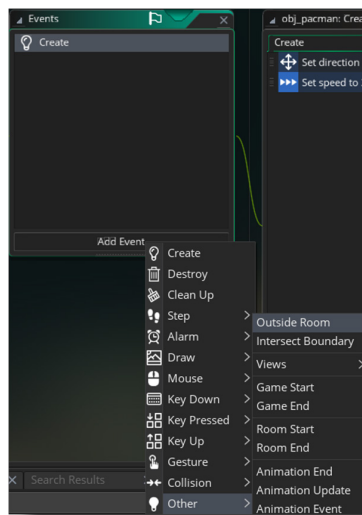 Events
obj_pacman: Crea
Create
Create
Set direction
Set speed to
Add Event
Create
Destroy
Clean Up
Step
Alarm
Draw
Mouse
Key Down
Key Pressed
Key Up
Gesture
Collision
Other
Outside Room
Intersect Boundary
Views
Game Start
Game End
Room Start
Room End
Animation End
Animation Update
Animation Event
Search Results